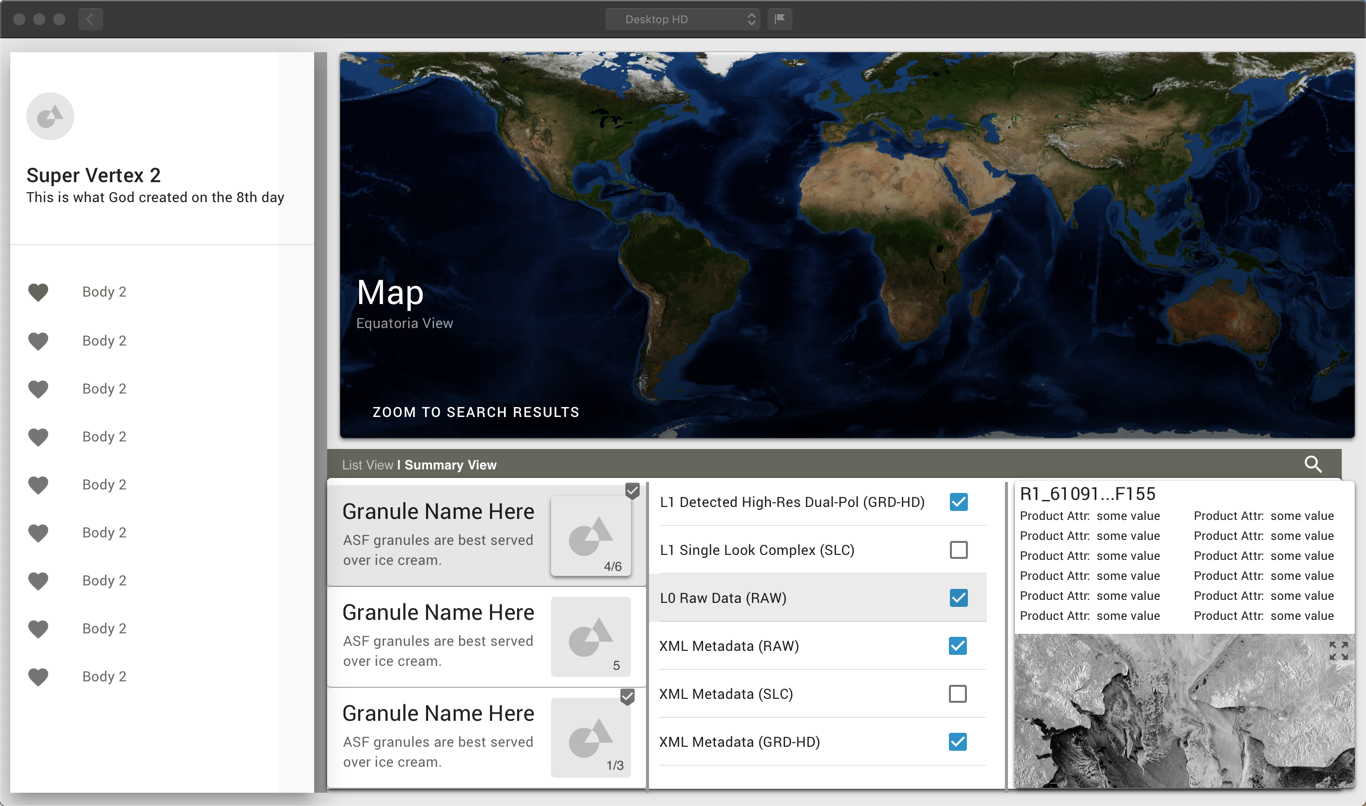 Desktop HD
Super Vertex 2
This is what God created on the 8th day
Body 2
Body 2
Body 2
Body 2
Body 2
Body 2
Body 2
Body 2
Body 2
Map
Equatoria View
ZOOM TO SEARCH RESULTS
List View I Summary View
Granule Name Here
ASF granules are best served
over ice cream.
4/6
Granule Name Here
ASF granules are best served
over ice cream.
5
Granule Name Here
ASF granules are best served
over ice cream.
1/3
L1 Detected High-Res Dual-Pol (GRD-HD)
L1 Single Look Complex (SLC)
L0 Raw Data (RAW)
XML Metadata (RAW)
XML Metadata (SLC)
XML Metadata (GRD-HD)
R1_61091...F155
Product Attr: some value Product Attr: some value
Product Attr: some value Product Attr: some value
Product Attr: some value Product Attr: some value
Product Attr: some value Product Attr: some value
Product Attr: some value Product Attr: some value
Product Attr: some value Product Attr: some value